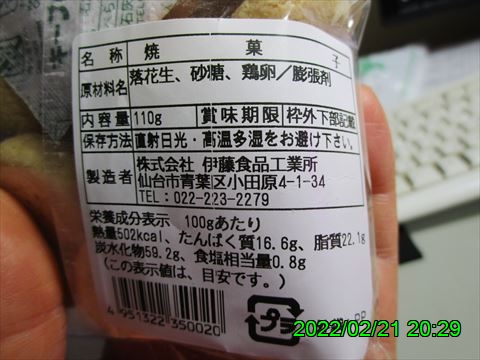 名称 焼菓子
原材料名 落花生、砂糖、鶏卵／膨張剤
内容量 110g 賞味期限 枠外下部記載
保存方法 直射日光・高温多湿をお避け下さい。
製造者 株式会社 伊藤食品工業所
仙台市青葉区小田原4-1-34
TEL：022-223-2279
栄養成分表示 100gあたり
熱量502kcal、たんぱく質16.6g、脂質22.1g
炭水化物59.2g、食塩相当量0.8g
（この表示値は、目安です。）
4951322350020
プラ
PP
2022/02/21 20:29